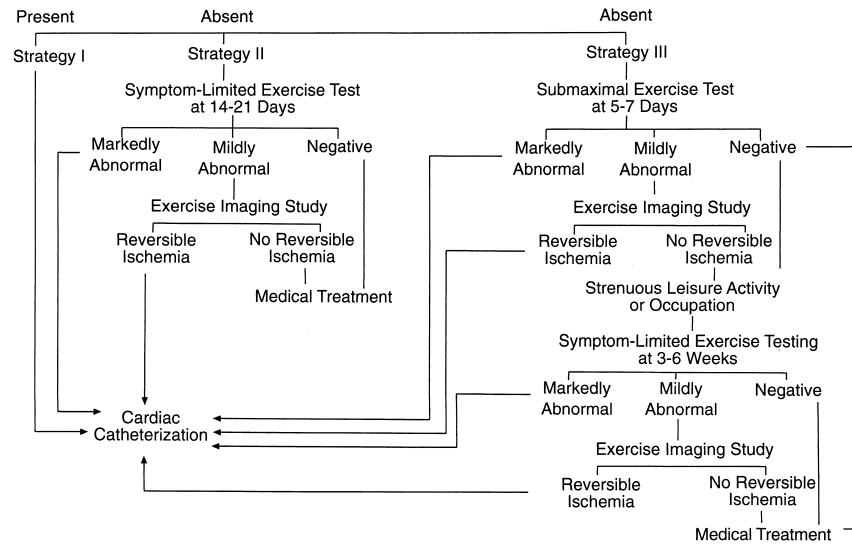 Present Absent Absent
Strategy I Strategy II Strategy III
Symptom-Limited Exercise Test
at 14-21 Days
Markedly
Abnormal
Mildly
Abnormal
Negative
Exercise Imaging Study
Reversible
Ischemia
No Reversible
Ischemia
Medical Treatment
Submaximal Exercise Test
at 5-7 Days
Markedly
Abnormal
Mildly
Abnormal
Negative
Exercise Imaging Study
Reversible
Ischemia
No Reversible
Ischemia
Strenuous Leisure Activity
or Occupation
Symptom-Limited Exercise Testing
at 3-6 Weeks
Markedly
Abnormal
Mildly
Abnormal
Negative
Exercise Imaging Study
Reversible
Ischemia
No Reversible
Ischemia
Medical Treatment
Cardiac
Catheterization